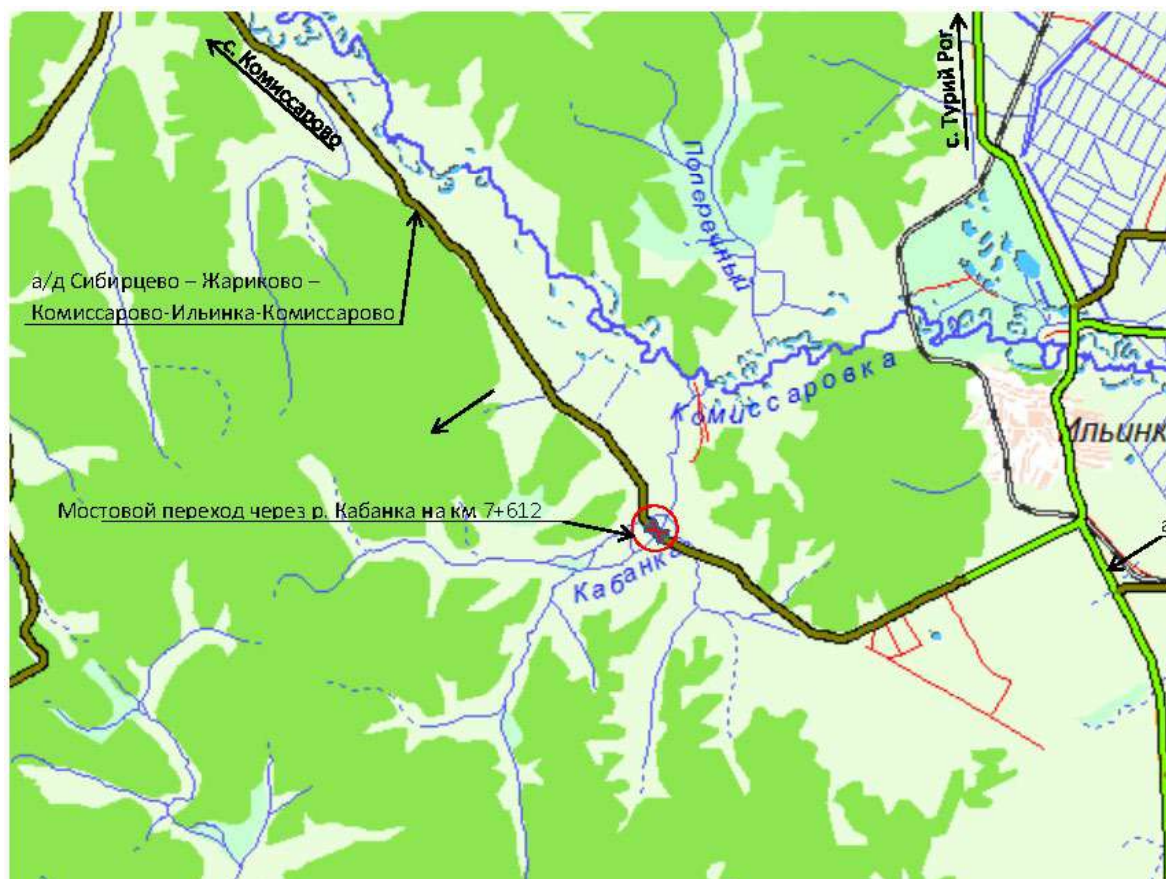 с. Комиссарово
с. Турий Рог
Поперечный
а/д Сибирцево – Жариково –
Комиссарово-Ильинка-Комиссарово
Комиссаровка
Ильинк
Мостовой переход через р. Кабанка на км 7+612
а
Кабанка